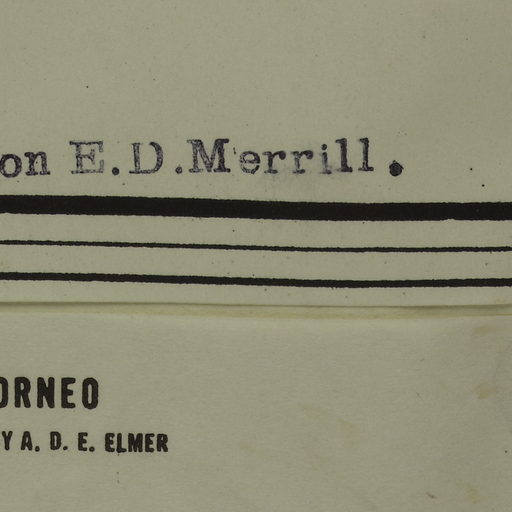 on E.D.Merrill.
ORNEO
Y A. D. E. ELMER